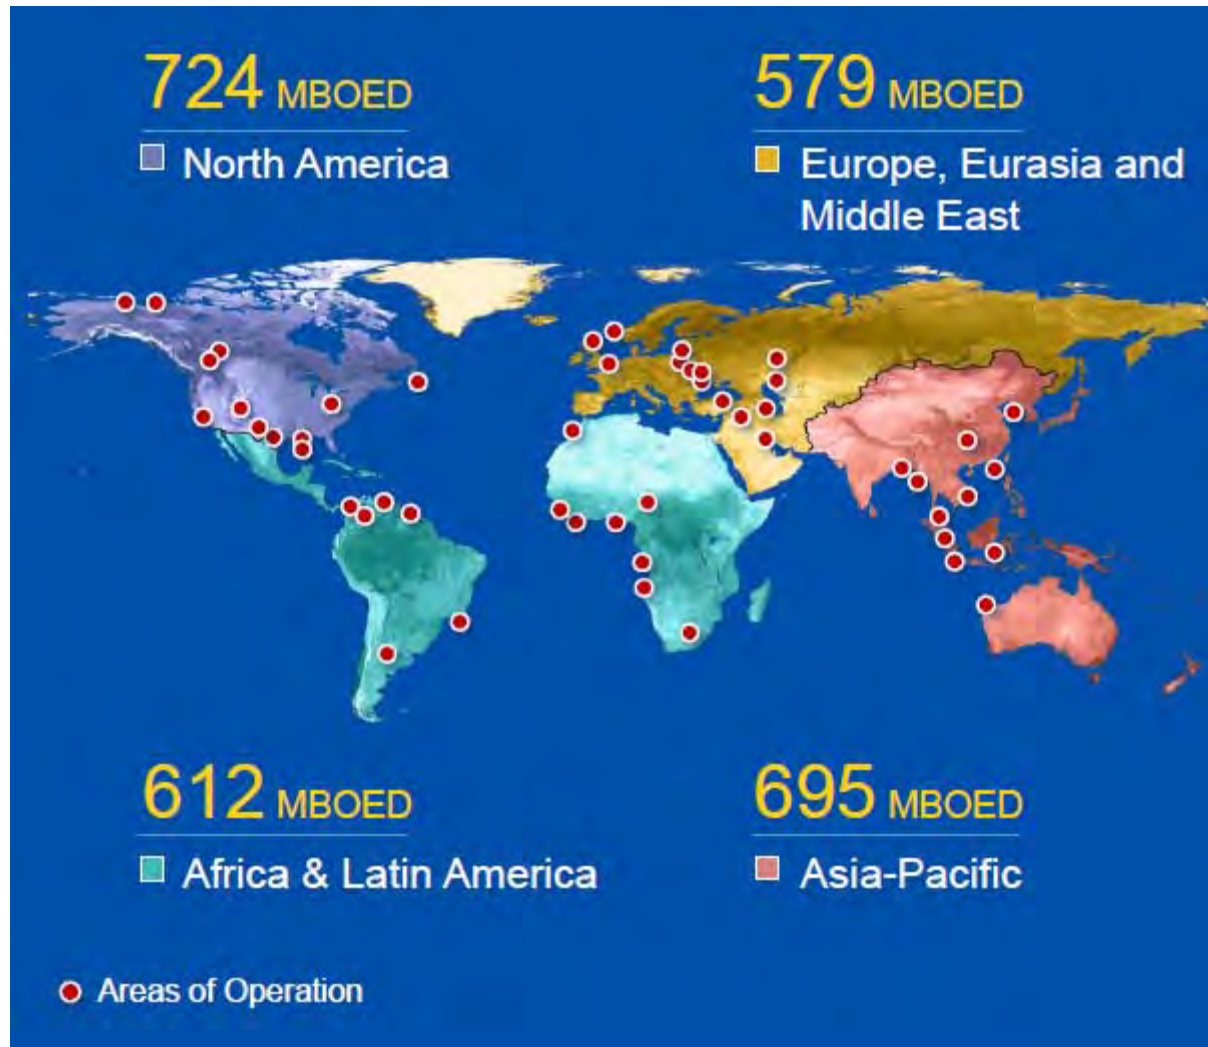 724 MBOED
North America
579 MBOED
Europe, Eurasia and
Middle East
612 MBOED
Africa & Latin America
695 MBOED
Asia-Pacific
Areas of Operation